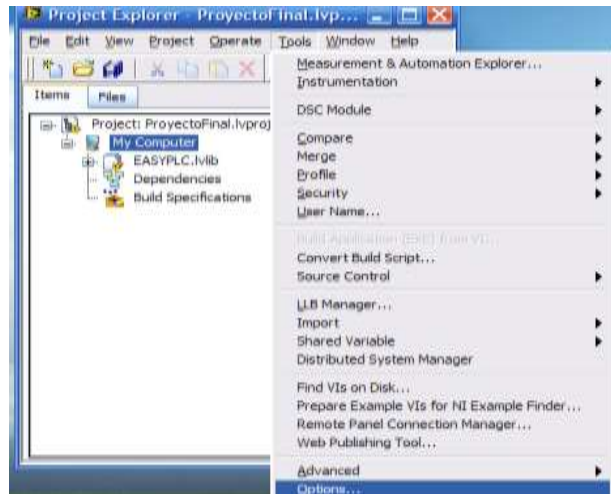 Project Explorer - ProyectoFinal.lvp...
File Edit View Project Operate Tools Window Help
Items Files
Project: ProyectoFinal.lvproj
My Computer
EASYPLC.lvlib
Dependencies
Build Specifications
Measurement & Automation Explorer...
Instrumentation
DSC Module
Compare
Merge
Profile
Security
User Name...
Build Application (EXE) from VI...
Convert Build Script...
Source Control
LLB Manager...
Import
Shared Variable
Distributed System Manager
Find VIs on Disk...
Prepare Example VIs for NI Example Finder...
Remote Panel Connection Manager...
Web Publishing Tool...
Advanced
Options...